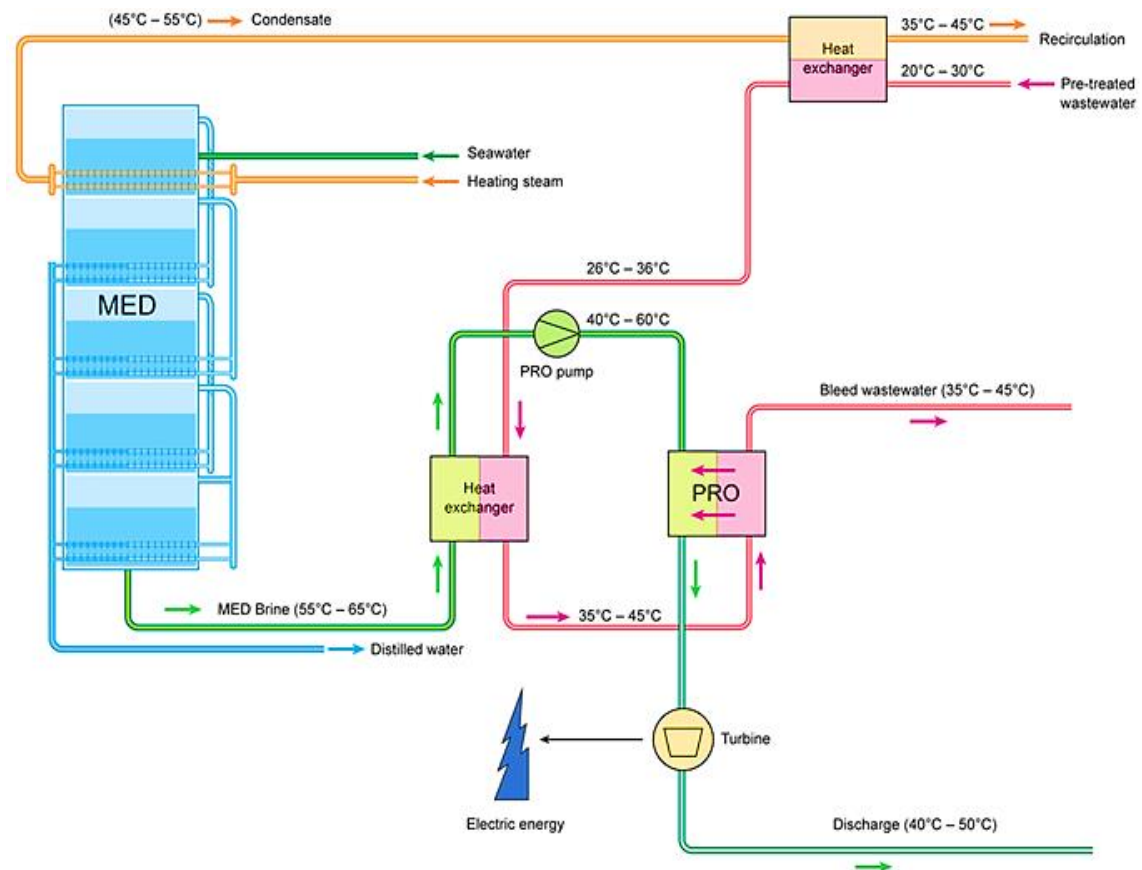 (45°C – 55°C) Condensate
35°C – 45°C
Recirculation
Heat
exchanger
20°C – 30°C
Pre-treated
wastewater
Seawater
Heating steam
MED
26°C – 36°C
40°C – 60°C
PRO pump
Bleed wastewater (35°C – 45°C)
Heat
exchanger
PRO
MED Brine (55°C – 65°C)
35°C – 45°C
Distilled water
Turbine
Electric energy
Discharge (40°C – 50°C)